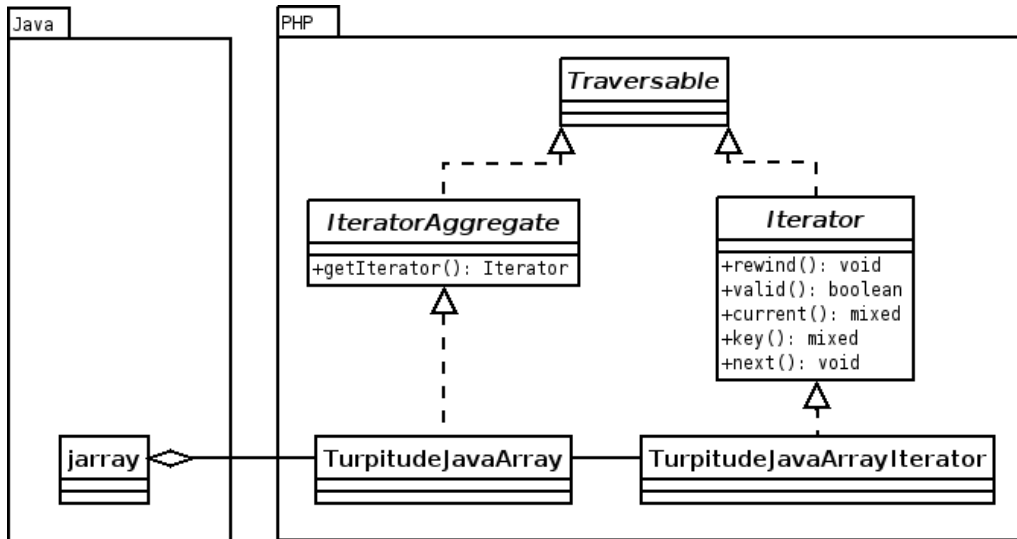 Java
PHP
Traversable
IteratorAggregate
+getIterator(): Iterator
Iterator
+rewind(): void
+valid(): boolean
+current(): mixed
+key(): mixed
+next(): void
jarray
TurpitudeJavaArray
TurpitudeJavaArrayIterator